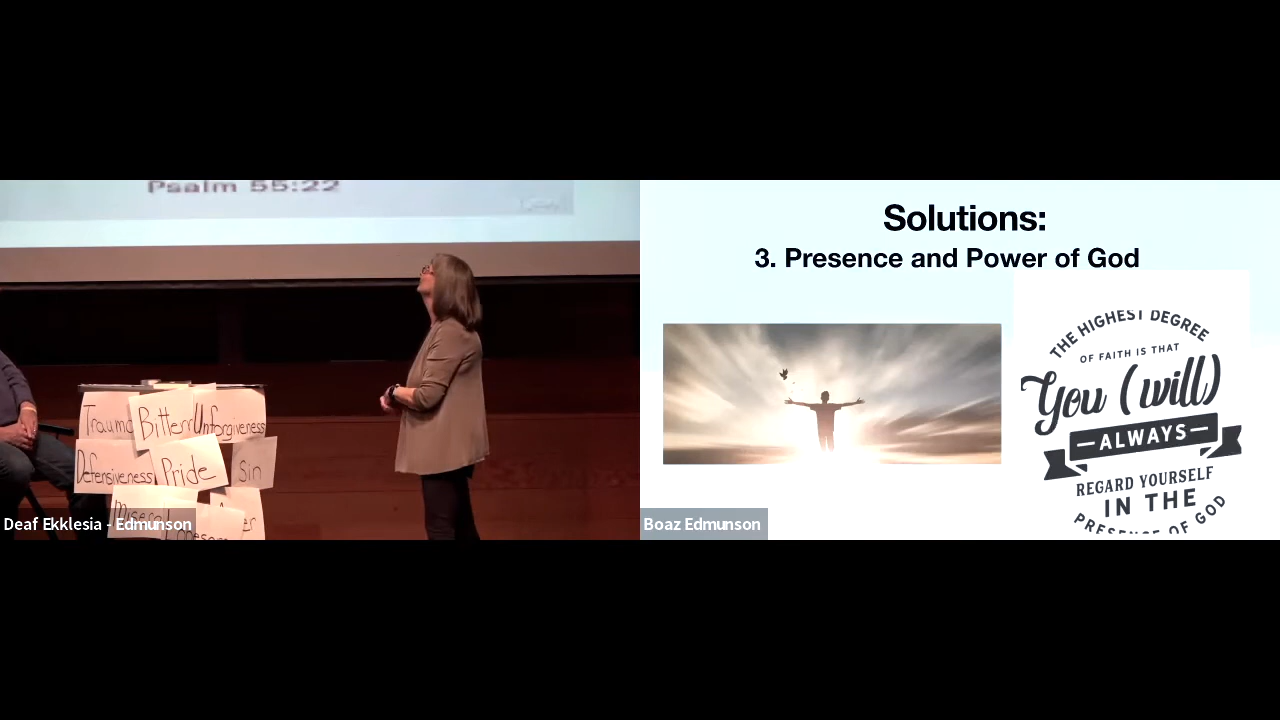 Psalm 55:22
Trauma
Bitter
Unforgiveness
Defensiveness
Pride
Sin
Deaf Ekklesia - Edmunson
Solutions:
3. Presence and Power of God
THE HIGHEST DEGREE
OF FAITH IS THAT
You (will)
ALWAYS
REGARD YOURSELF
IN THE
PRESENCE OF GOD
Boaz Edmunson